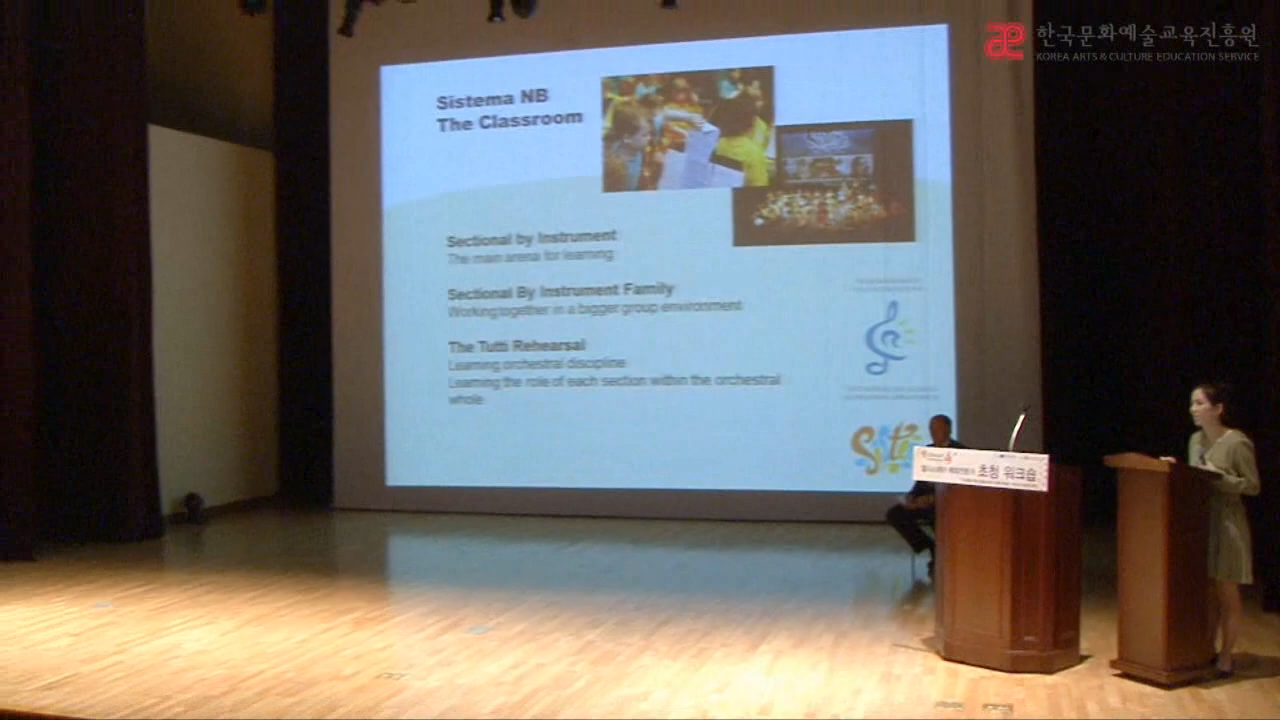 한국문화예술교육진흥원
KOREA ARTS & CULTURE EDUCATION SERVICE
Sistema NB
The Classroom
Sectional by Instrument
The main arena for learning
Sectional By Instrument Family
Working together in a bigger group environment
The Tutti Rehearsal
Learning orchestral discipline
Learning the role of each section within the orchestral
whole
초청 워크숍